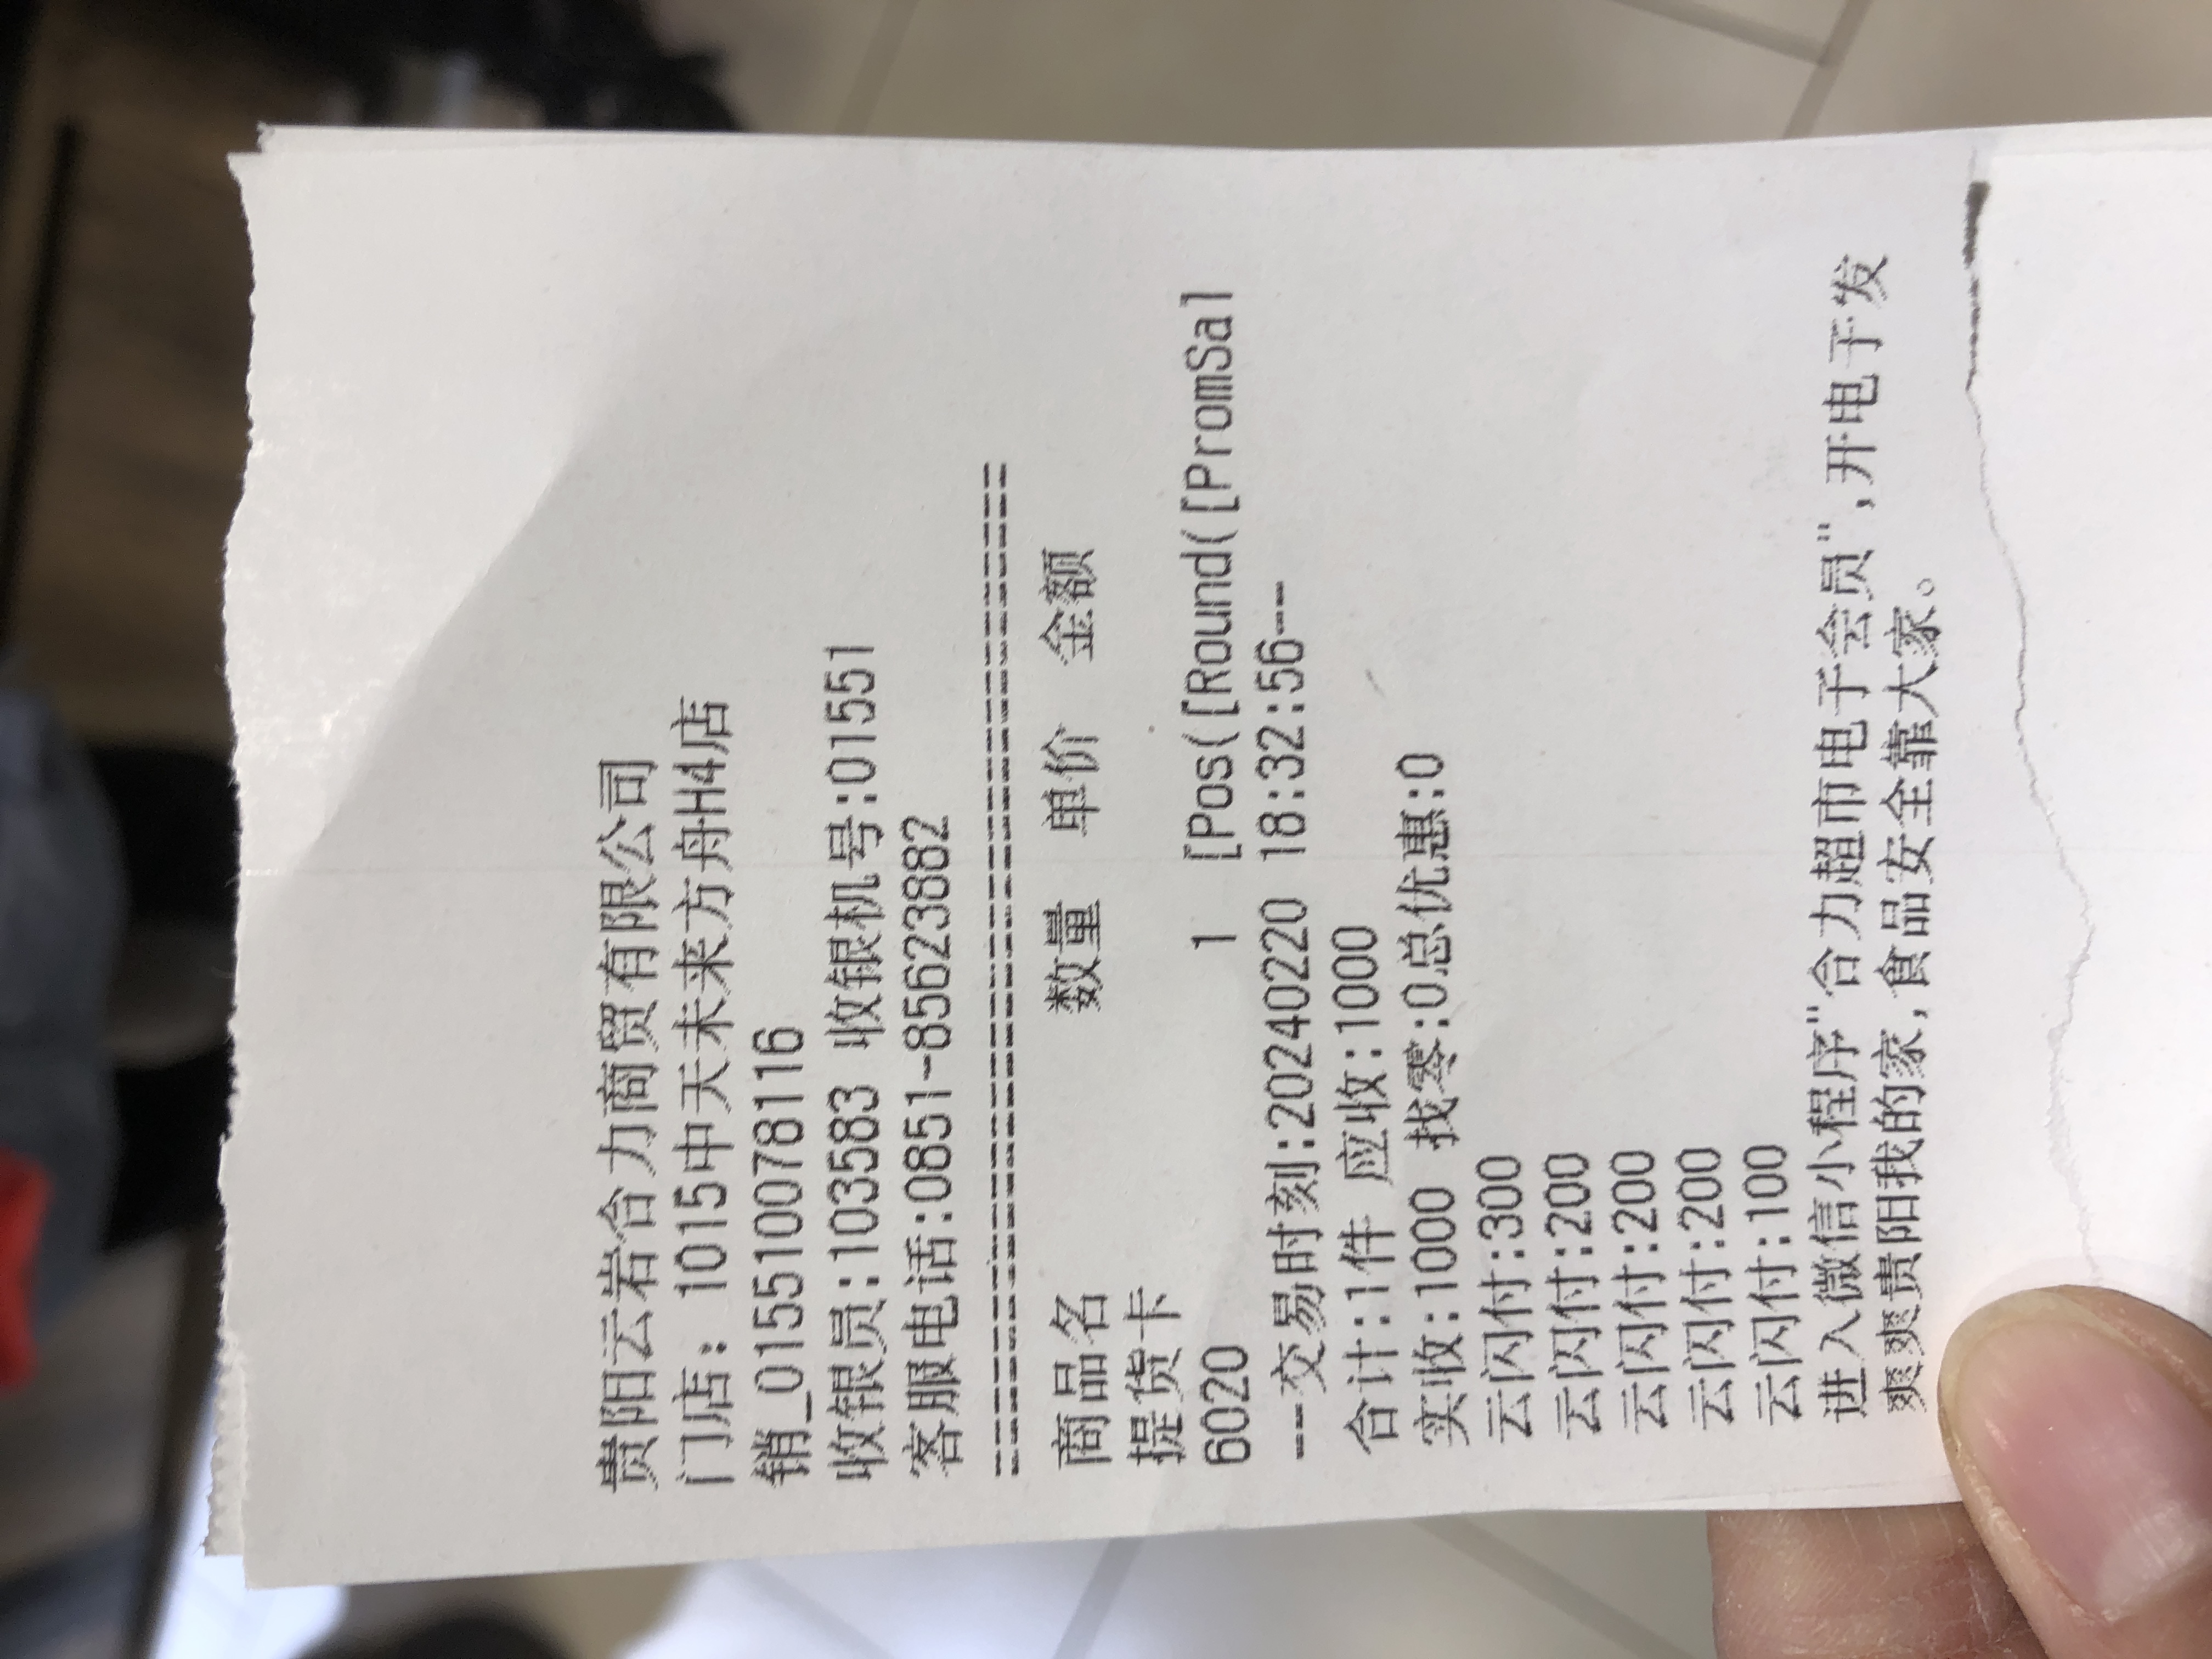 贵阳云岩合力商贸有限公司
门店: 1015中天未来方舟H4店
销_015510078116
收银员:103583 收银机号:01551
客服电话:0851-85623882
========================================
商品名 数量 单价 金额
提货卡
6020 1 [Pos([Round([PromSal
---交易时刻:20240220 18:32:56---
合计:1件 应收:1000
实收:1000 找零:0总优惠:0
云闪付:300
云闪付:200
云闪付:200
云闪付:200
云闪付:100
进入微信小程序"合力超市电子会员",开电子发
爽爽贵阳我的家,食品安全靠大家。